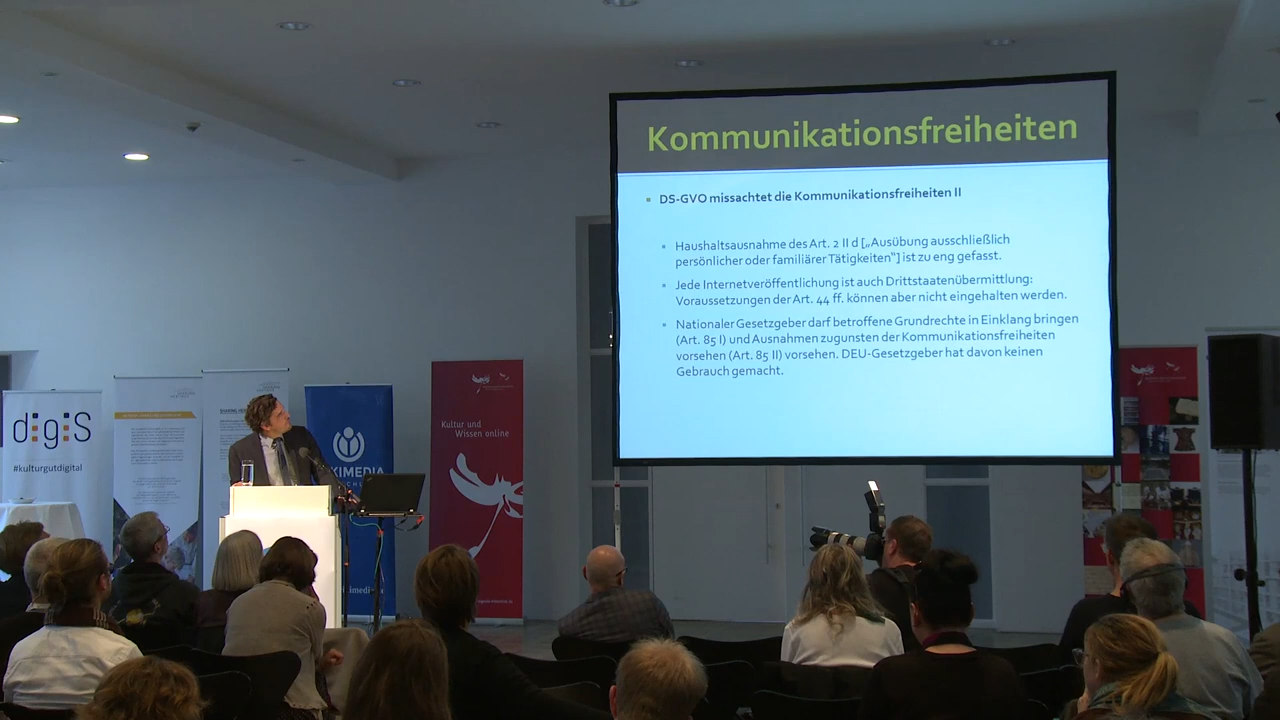 Kommunikationsfreiheiten
DS-GVO missachtet die Kommunikationsfreiheiten II
Haushaltsausnahme des Art. 2 II d [„Ausübung ausschließlich
persönlicher oder familiärer Tätigkeiten“] ist zu eng gefasst.
Jede Internetveröffentlichung ist auch Drittstaatenübermittlung:
Voraussetzungen der Art. 44 ff. können aber nicht eingehalten werden.
Nationaler Gesetzgeber darf betroffene Grundrechte in Einklang bringen
(Art. 85 I) und Ausnahmen zugunsten der Kommunikationsfreiheiten
vorsehen (Art. 85 II) vorsehen. DEU-Gesetzgeber hat davon keinen
Gebrauch gemacht.
digiS
#kulturgutdigital
KIMEDIA
Kultur und
Wissen online